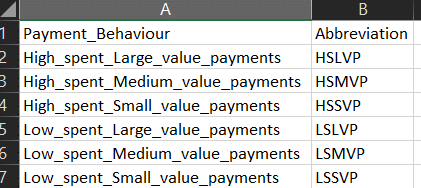 A B
1 Payment_Behaviour Abbreviation
2 High_spent_Large_value_payments HSLVP
3 High_spent_Medium_value_payments HSMVP
4 High_spent_Small_value_payments HSSVP
5 Low_spent_Large_value_payments LSLVP
6 Low_spent_Medium_value_payments LSMVP
7 Low_spent_Small_value_payments LSSVP